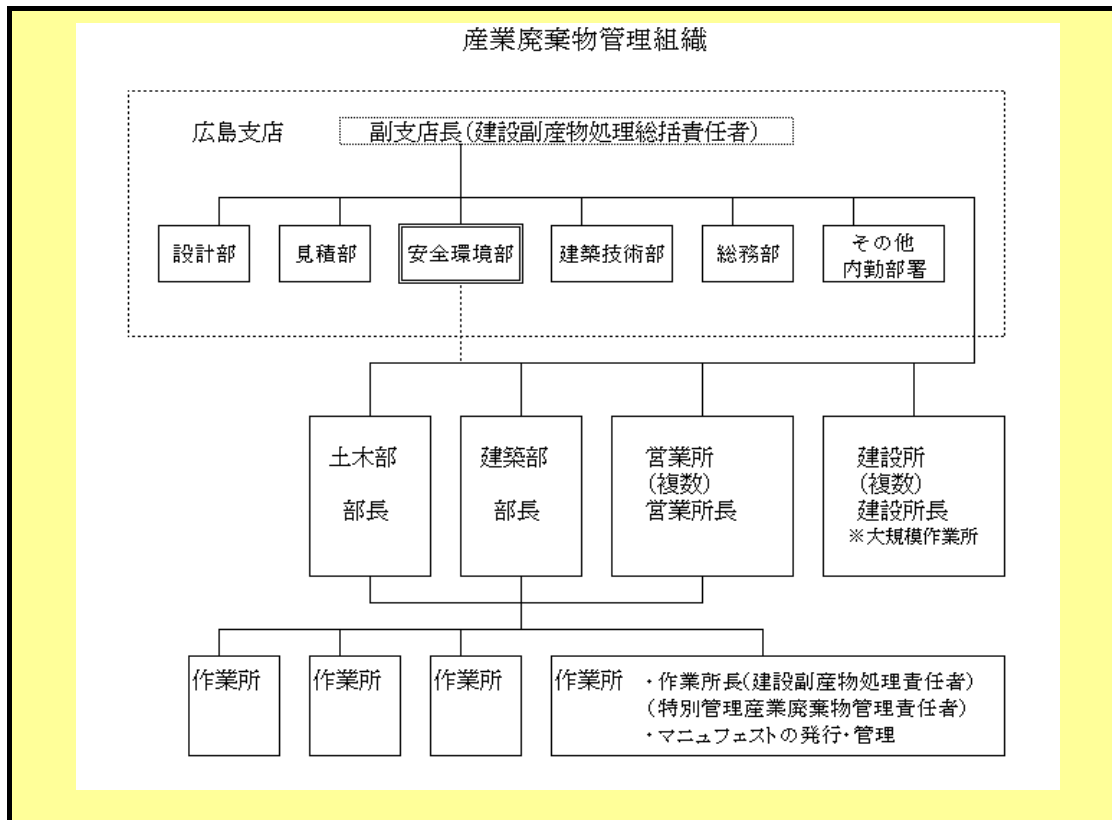 産業廃棄物管理組織
広島支店
副支店長(建設副産物処理総括責任者)
設計部
見積部
安全環境部
建築技術部
総務部
その他
内勤部署
土木部
部長
建築部
部長
営業所
(複数)
営業所長
建設所
(複数)
建設所長
※大規模作業所
作業所
作業所
作業所
作業所
・作業所長(建設副産物処理責任者)
(特別管理産業廃棄物管理責任者)
・マニュフェストの発行・管理